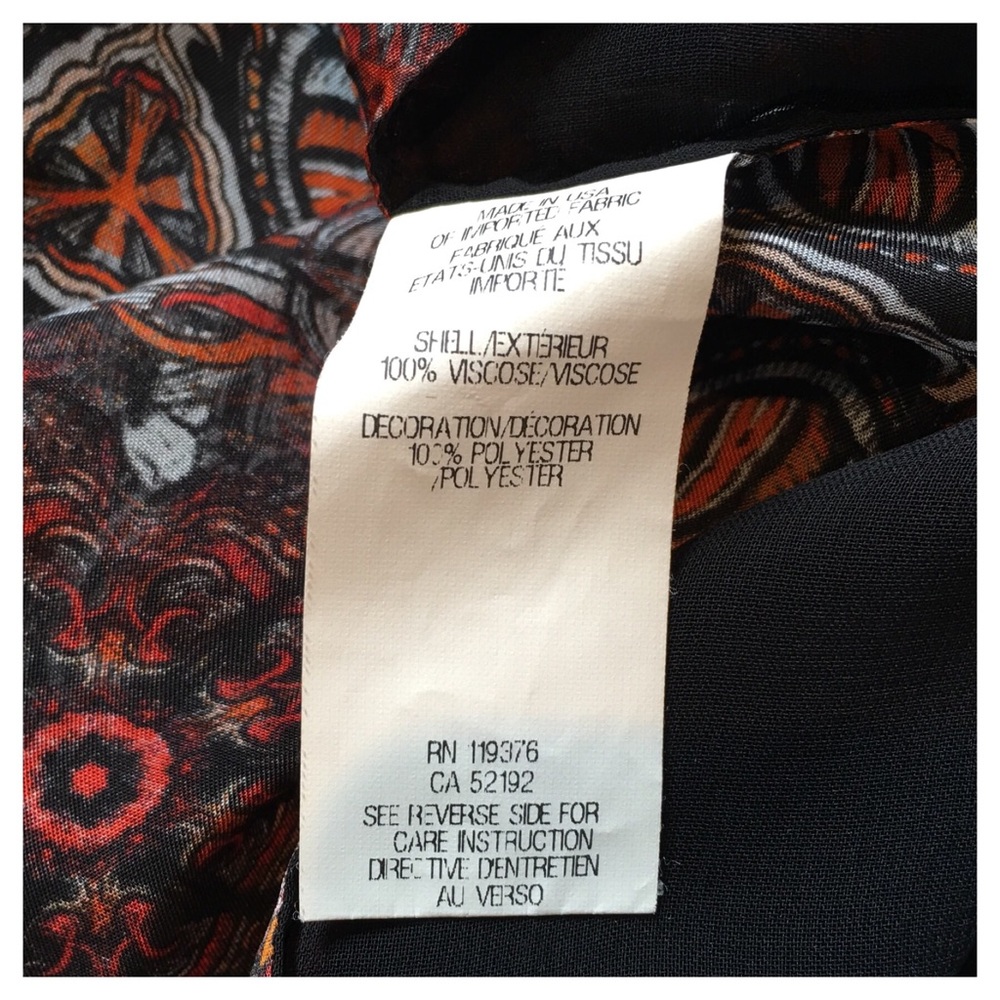 MADE IN USA
OF IMPORTED FABRIC
FABRIQUE AUX
ETATS-UNIS DU TISSU
IMPORTE
SHELL/EXTÉRIEUR
100% VISCOSE/VISCOSE
DECORATION/DÉCORATION
100% POLYESTER
/POLYESTER
RN 119376
CA 52192
SEE REVERSE SIDE FOR
CARE INSTRUCTION
DIRECTIVE D'ENTRETIEN
AU VERSO